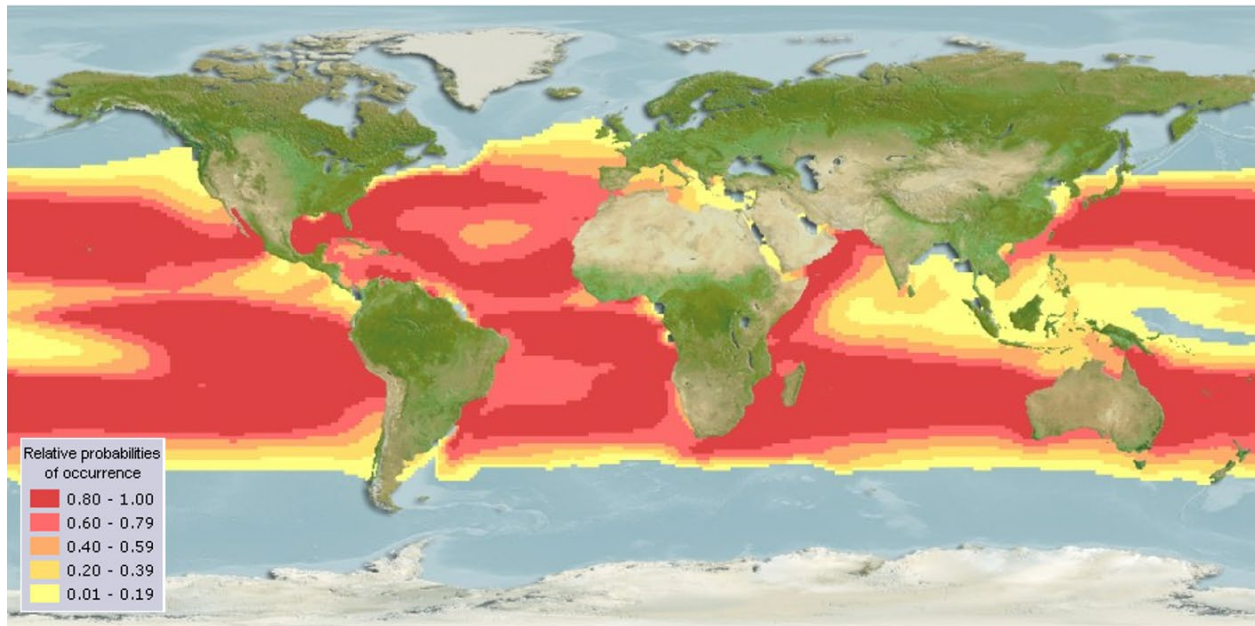 Relative probabilities
of occurrence
0.80 - 1.00
0.60 - 0.79
0.40 - 0.59
0.20 - 0.39
0.01 - 0.19